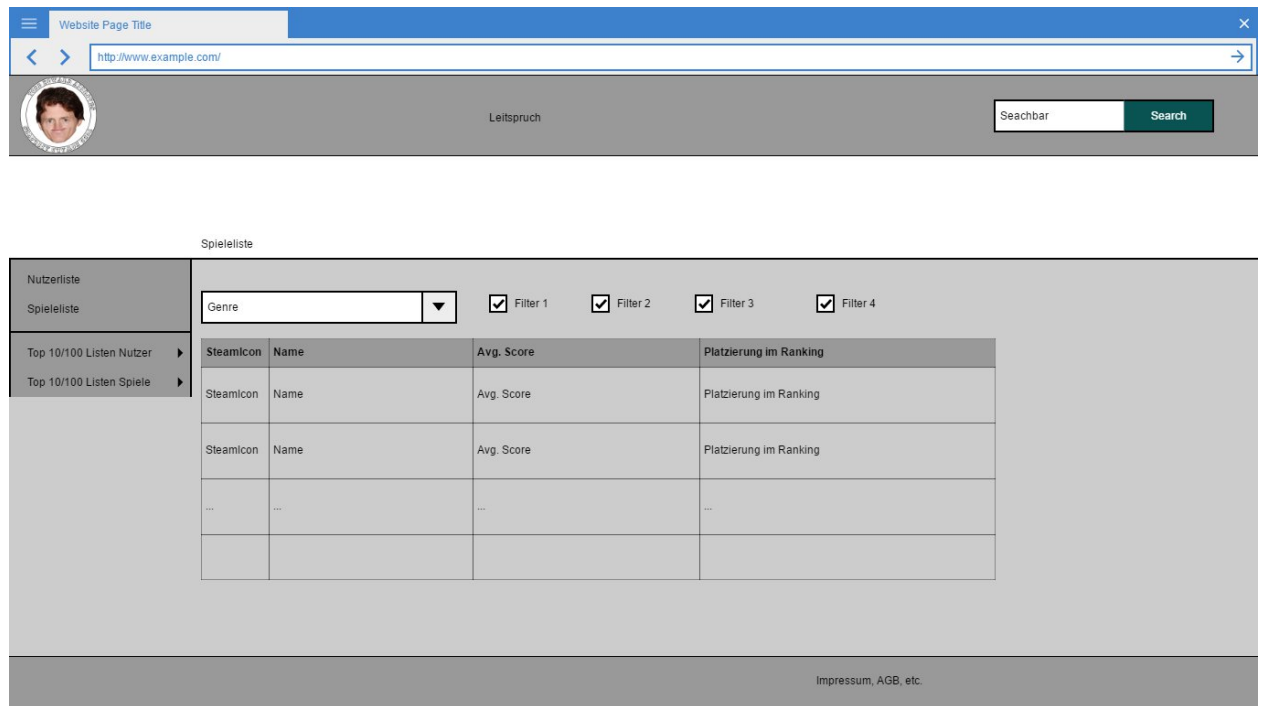 Website Page Title
http://www.example.com/
Leitspruch
Seachbar
Search
Spieleliste
Nutzerliste
Spieleliste
Top 10/100 Listen Nutzer
Top 10/100 Listen Spiele
Genre
Filter 1
Filter 2
Filter 3
Filter 4
SteamIcon Name Avg. Score Platzierung im Ranking
SteamIcon Name Avg. Score Platzierung im Ranking
SteamIcon Name Avg. Score Platzierung im Ranking
... ... ... ...
Impressum, AGB, etc.